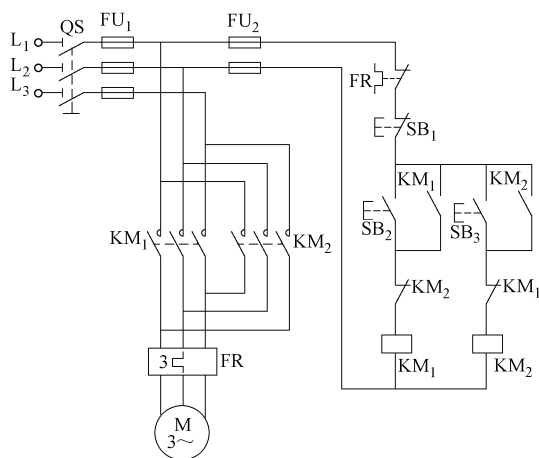 QS FU₁ FU₂
L₁
L₂
L₃
FR
SB₁
KM₁ KM₂
SB₂ SB₃
KM₁ KM₂
KM₂ KM₁
KM₁ KM₂
3 FR
M
3~